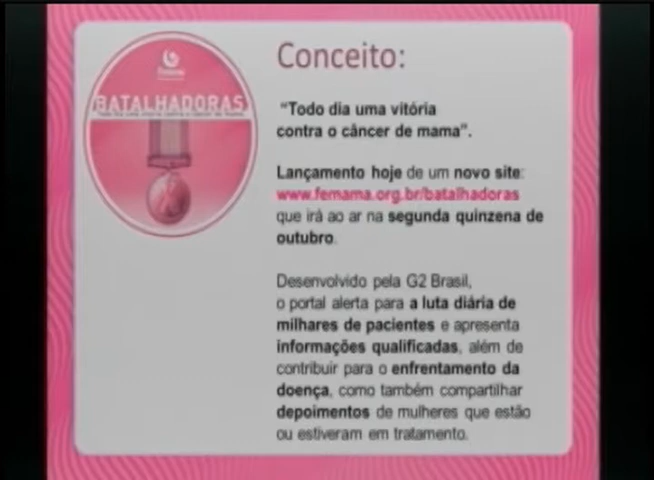 Conceito:
"Todo dia uma vitória
contra o câncer de mama".
Lançamento hoje de um novo site:
www.femama.org.br/batalhadoras
que irá ao ar na segunda quinzena de
outubro.
Desenvolvido pela G2 Brasil,
o portal alerta para a luta diária de
milhares de pacientes e apresenta
informações qualificadas, além de
contribuir para o enfrentamento da
doença, como também compartilhar
depoimentos de mulheres que estão
ou estiveram em tratamento.
BATALHADORAS